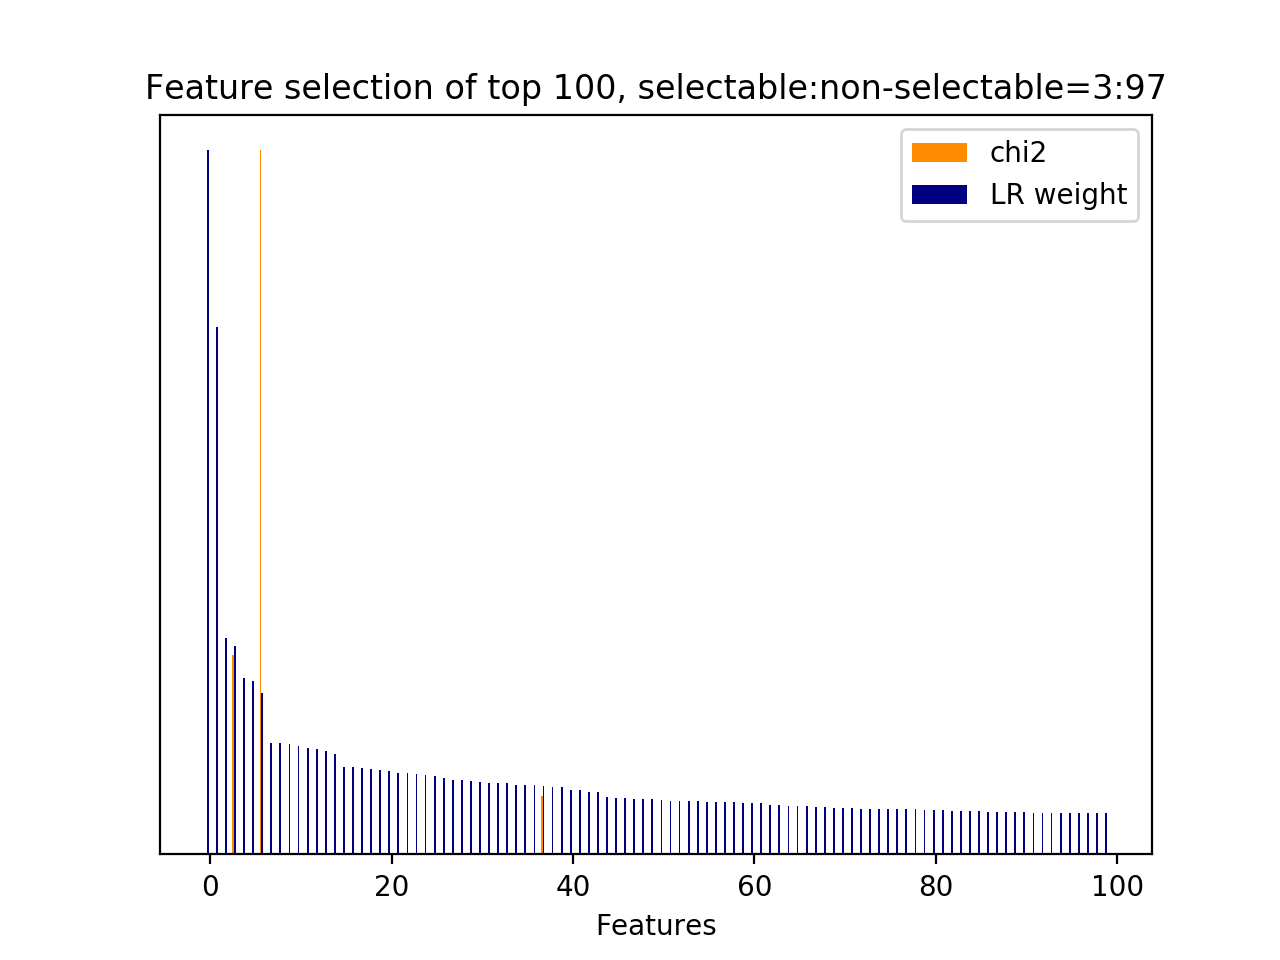 Feature selection of top 100, selectable:non-selectable=3:97
chi2
LR weight
0 20 40 60 80 100
Features